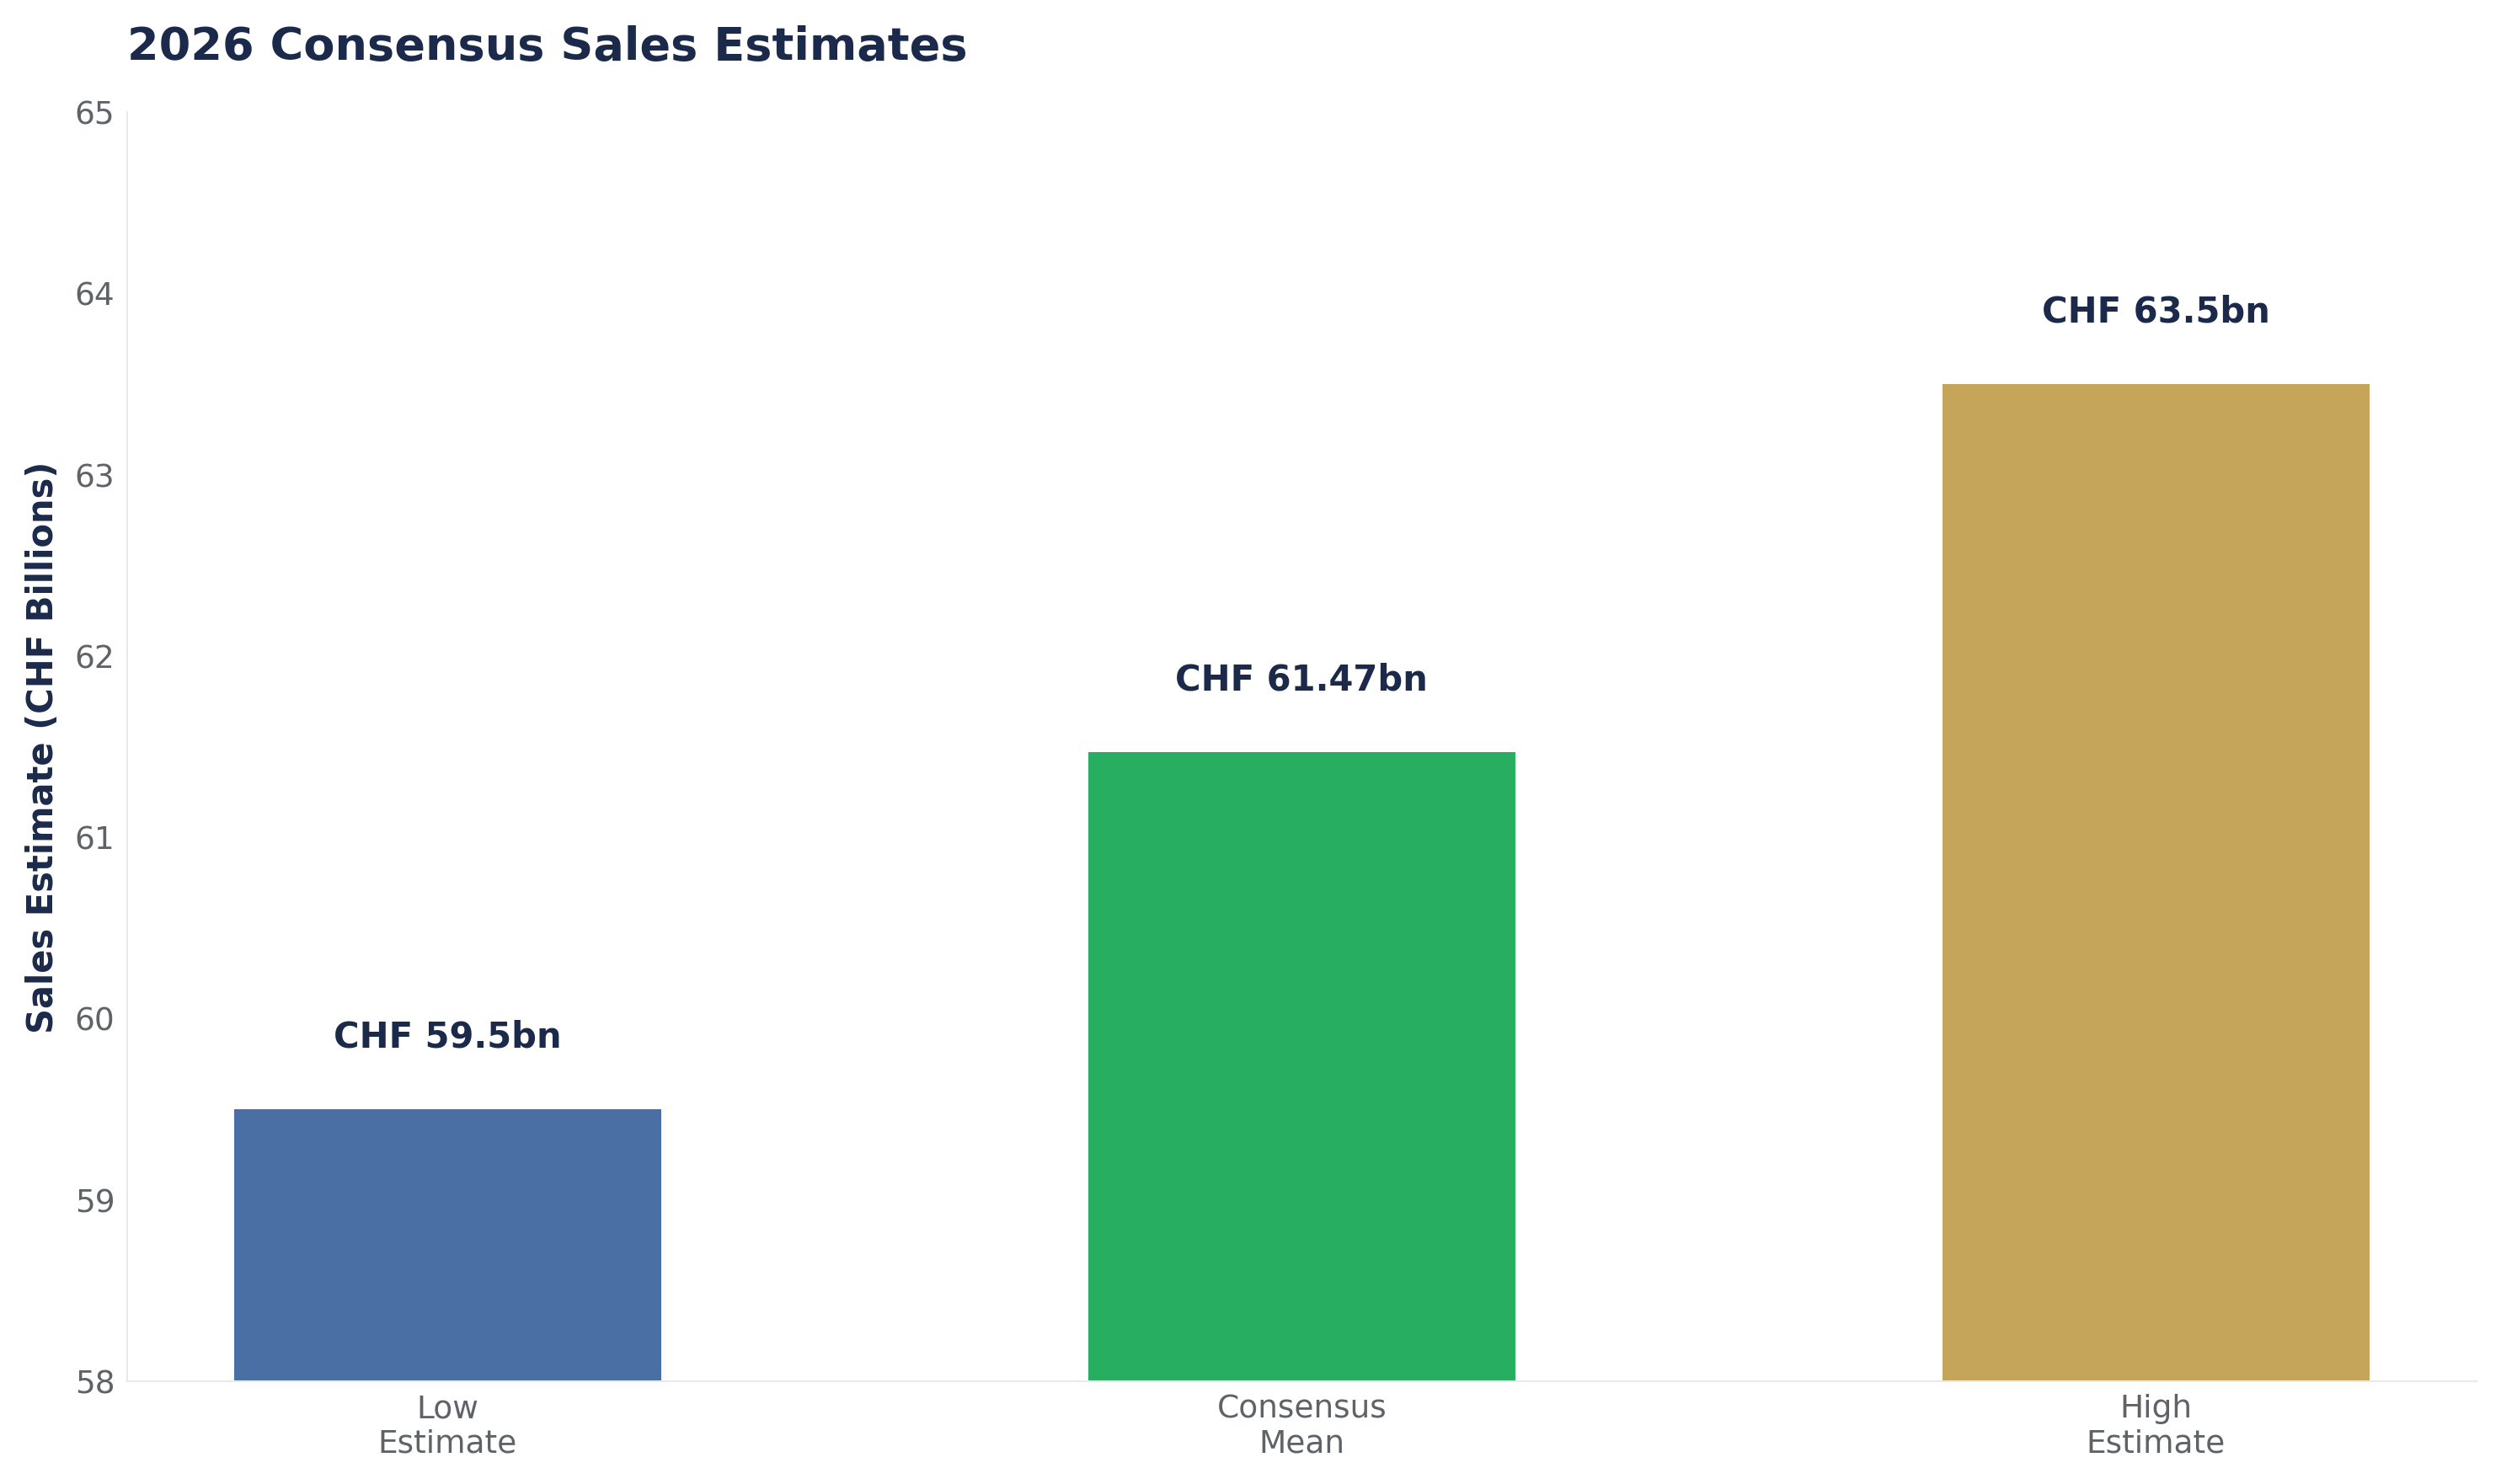 2026 Consensus Sales Estimates
Sales Estimate (CHF Billions)
65
64
63
62
61
60
59
58
CHF 59.5bn
CHF 61.47bn
CHF 63.5bn
Low
Estimate
Consensus
Mean
High
Estimate